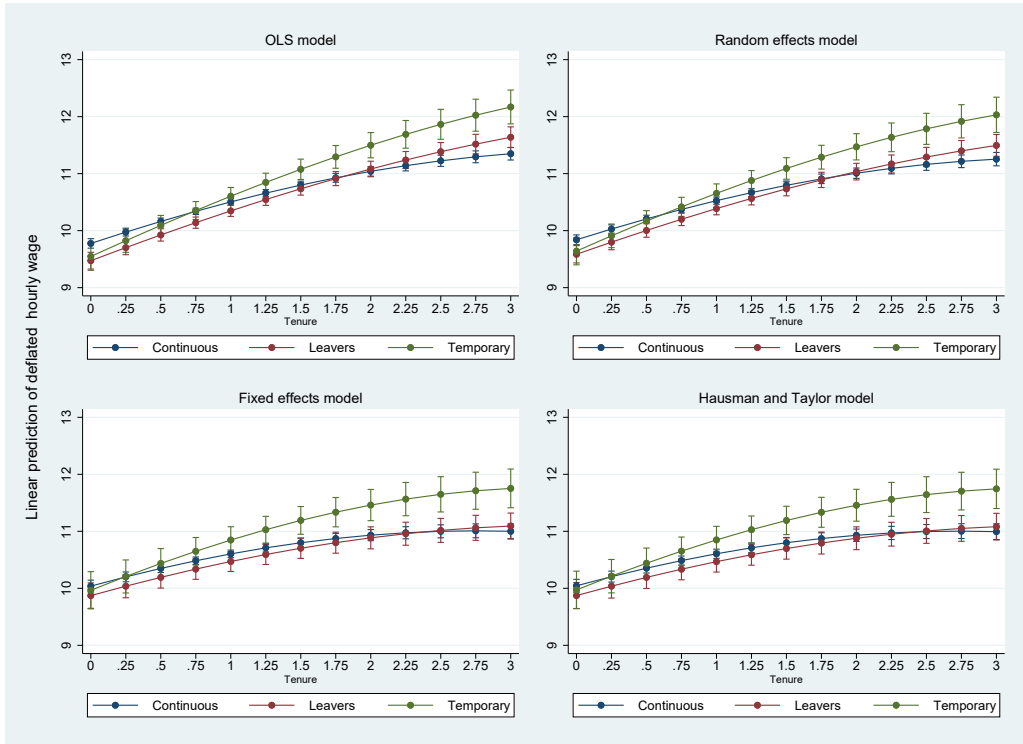 Linear prediction of deflated hourly wage
OLS model
13
12
11
10
9
0 .25 .5 .75 1 1.25 1.5 1.75 2 2.25 2.5 2.75 3
Tenure
Continuous Leavers Temporary
Random effects model
13
12
11
10
9
0 .25 .5 .75 1 1.25 1.5 1.75 2 2.25 2.5 2.75 3
Tenure
Continuous Leavers Temporary
Fixed effects model
13
12
11
10
9
0 .25 .5 .75 1 1.25 1.5 1.75 2 2.25 2.5 2.75 3
Tenure
Continuous Leavers Temporary
Hausman and Taylor model
13
12
11
10
9
0 .25 .5 .75 1 1.25 1.5 1.75 2 2.25 2.5 2.75 3
Tenure
Continuous Leavers Temporary